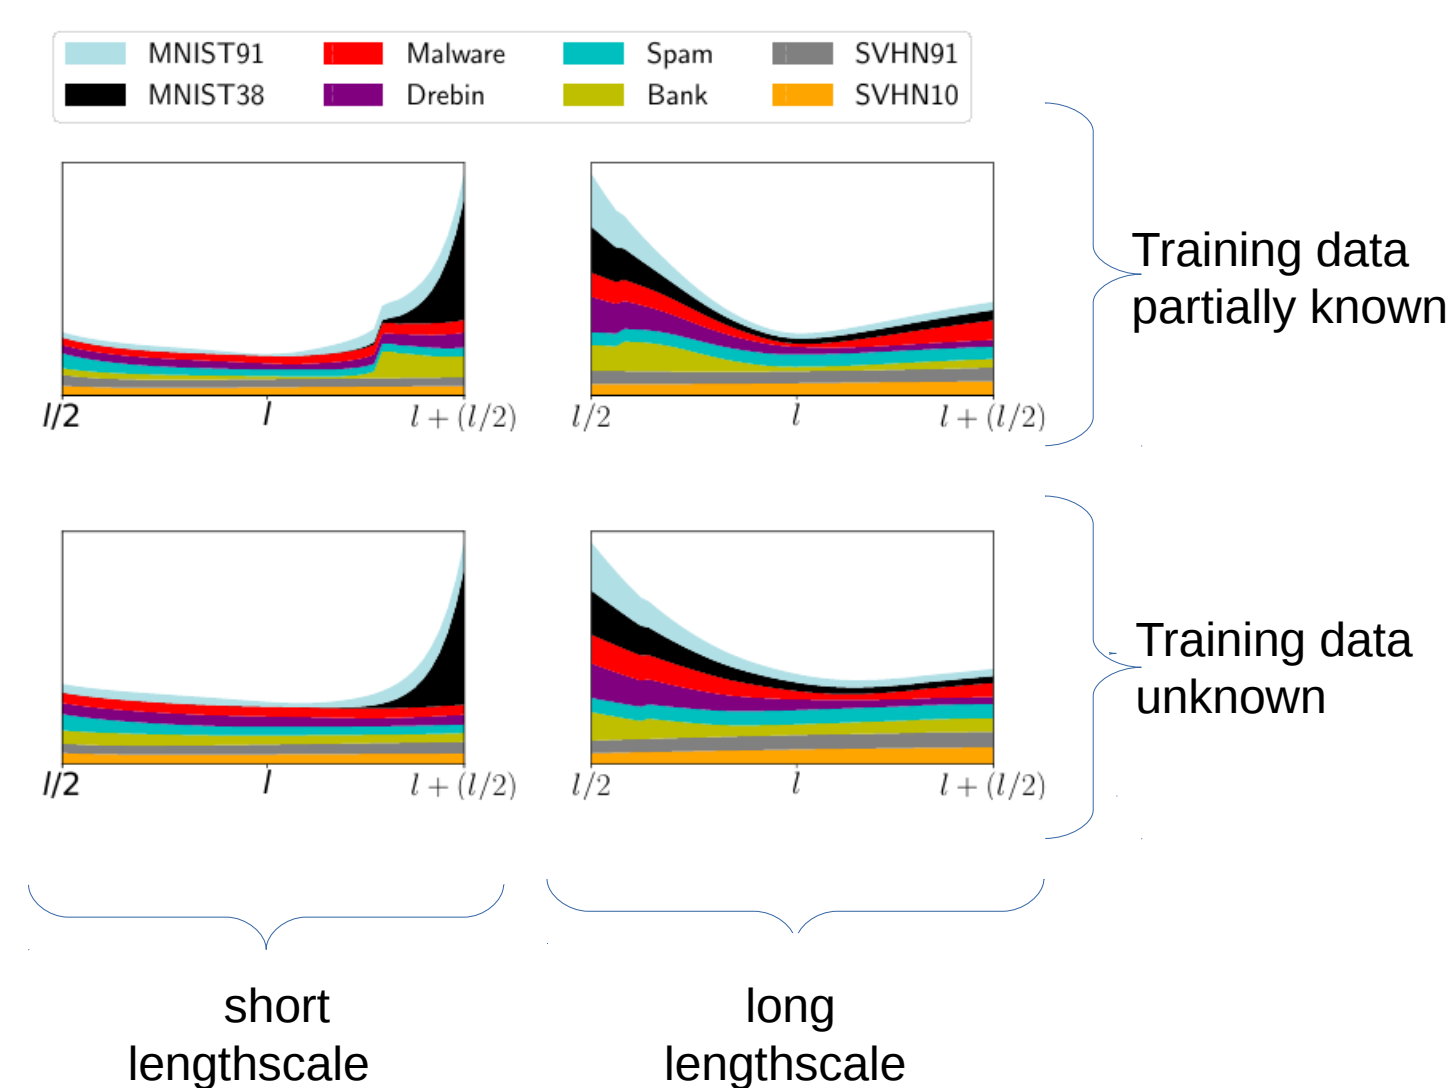 MNIST91 Malware Spam SVHN91
MNIST38 Drebin Bank SVHN10
l/2 l l + (l/2) l/2 l l + (l/2)
Training data
partially known
l/2 l l + (l/2) l/2 l l + (l/2)
Training data
unknown
short
lengthscale
long
lengthscale